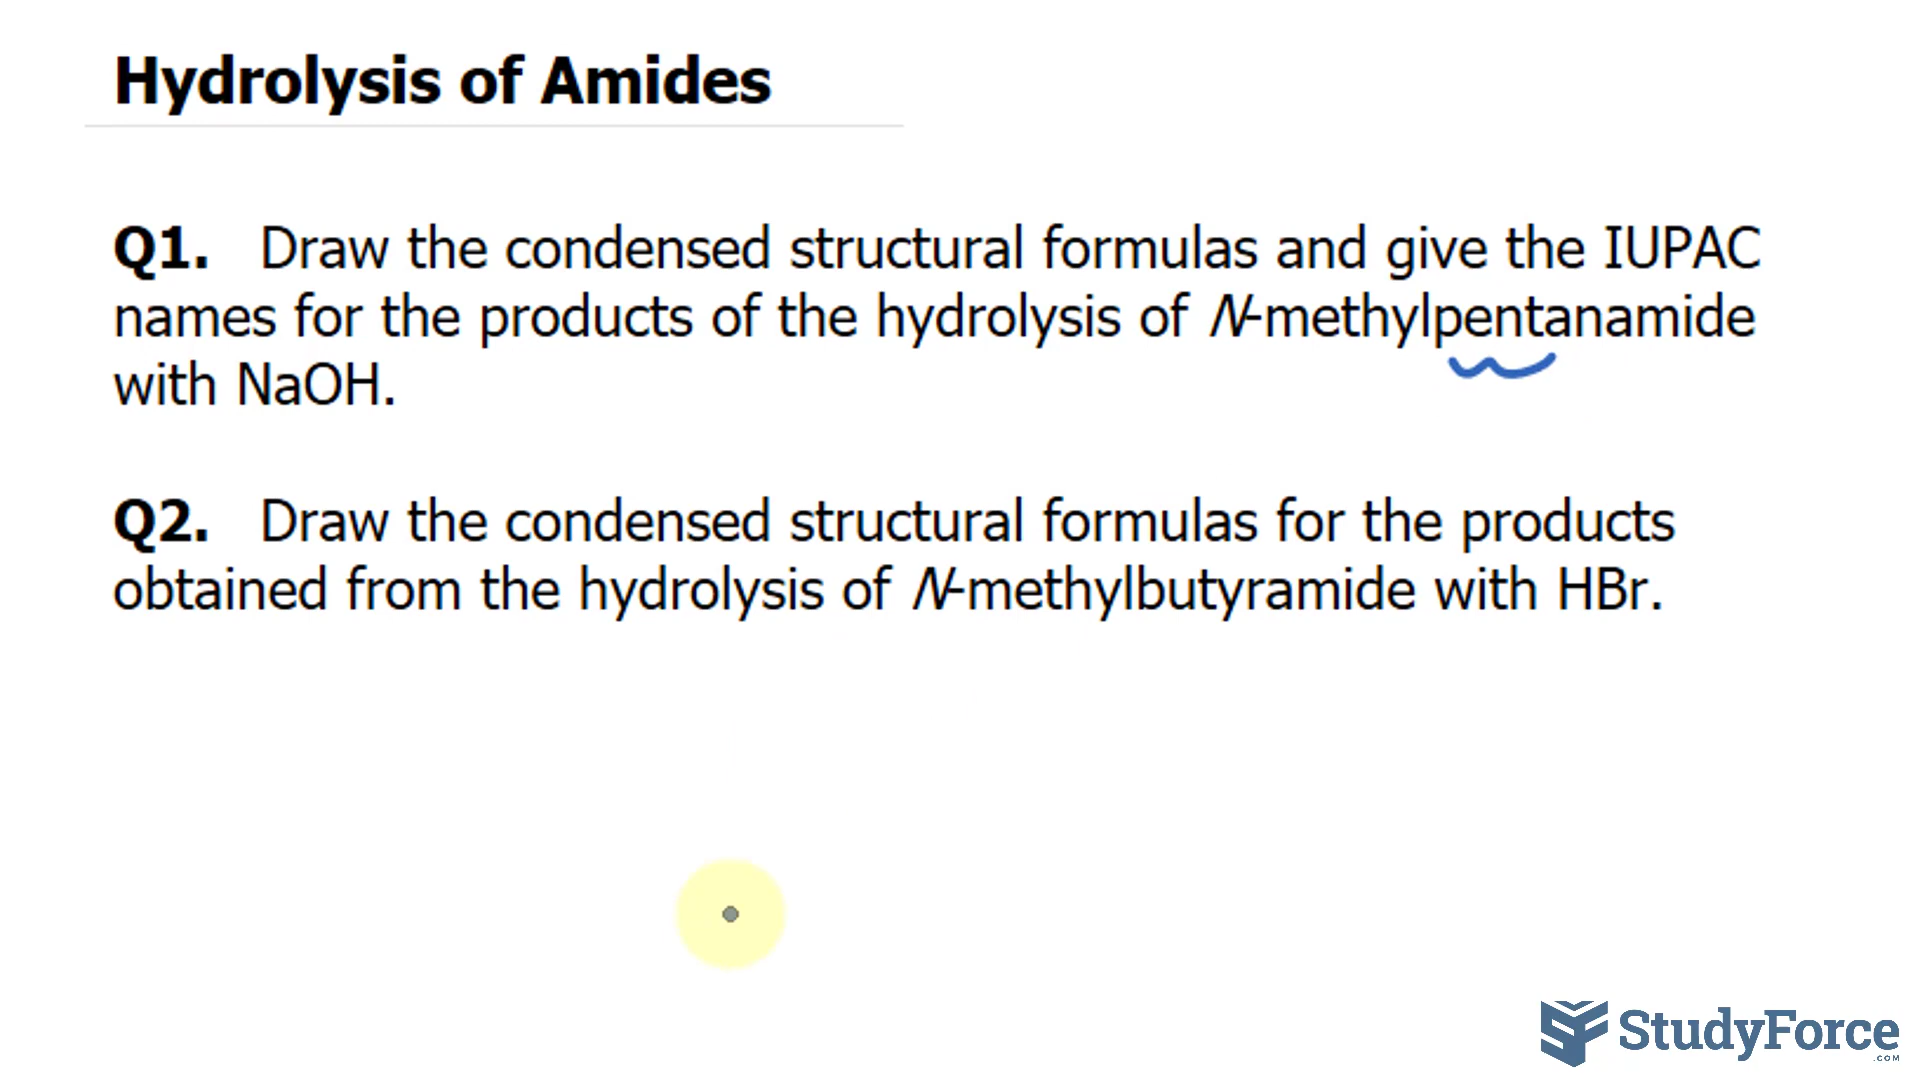 Hydrolysis of Amides
Q1. Draw the condensed structural formulas and give the IUPAC
names for the products of the hydrolysis of N-methylpentanamide
with NaOH.
Q2. Draw the condensed structural formulas for the products
obtained from the hydrolysis of N-methylbutyramide with HBr.
StudyForce
.COM